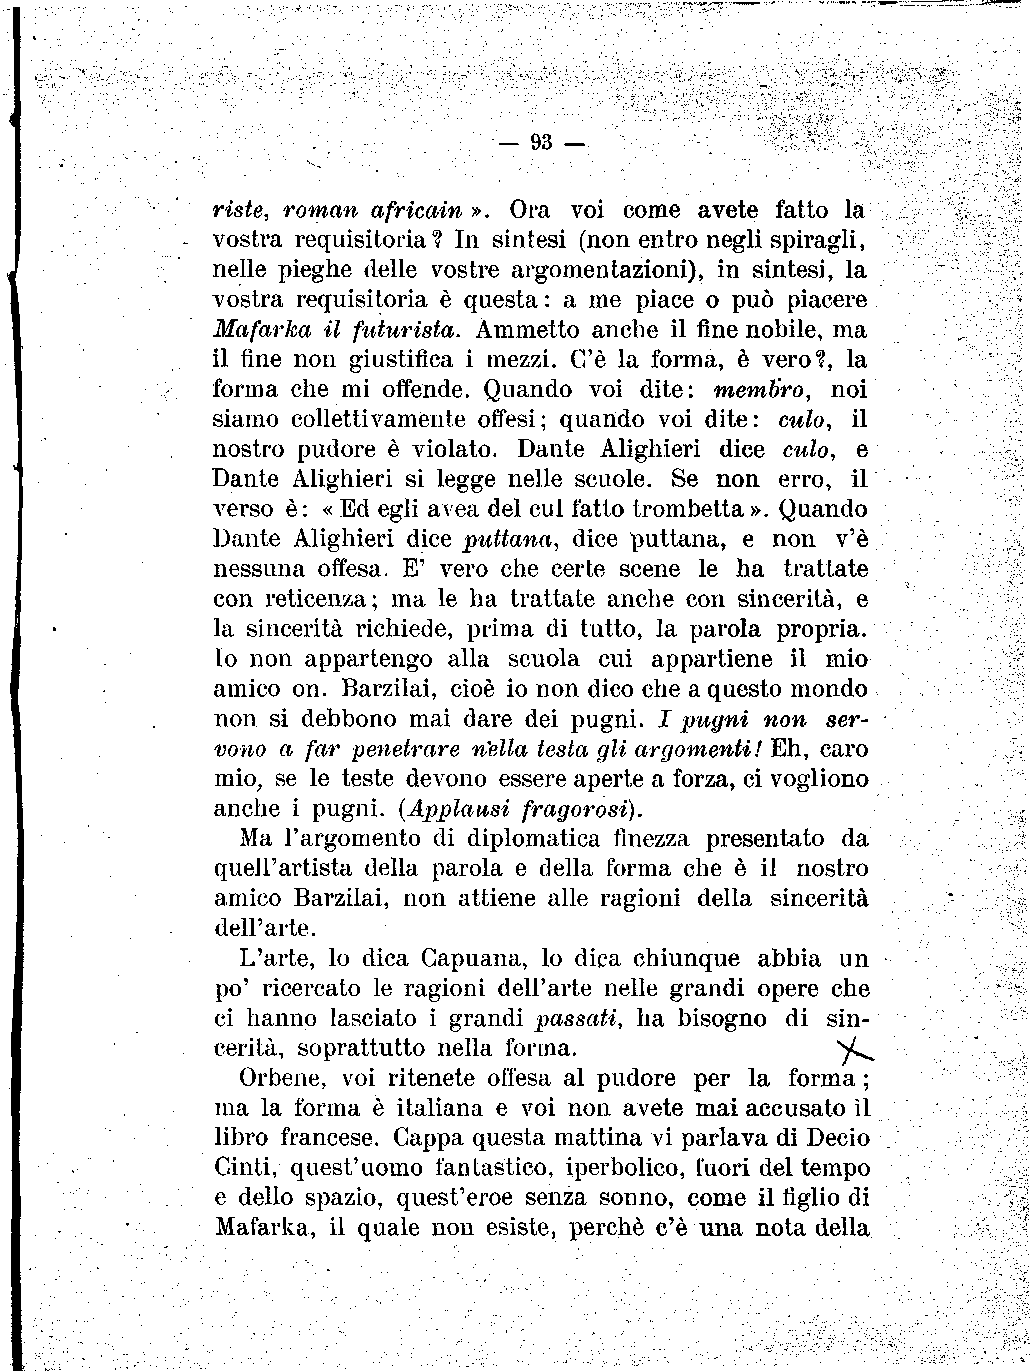 — 93 —
riste, roman africain ». Ora voi come avete fatto la
vostra requisitoria? In sintesi (non entro negli spiragli,
nelle pieghe delle vostre argomentazioni), in sintesi, la
vostra requisitoria è questa: a me piace o può piacere
Mafarka il futurista. Ammetto anche il fine nobile, ma
il fine non giustifica i mezzi. C'è la forma, è vero?, la
forma che mi offende. Quando voi dite: membro, noi
siamo collettivamente offesi; quando voi dite: culo, il
nostro pudore è violato. Dante Alighieri dice culo, e
Dante Alighieri si legge nelle scuole. Se non erro, il
verso è: « Ed egli avea del cul fatto trombetta ». Quando
Dante Alighieri dice puttana, dice puttana, e non v'è
nessuna offesa. E' vero che certe scene le ha trattate
con reticenza; ma le ha trattate anche con sincerità, e
la sincerità richiede, prima di tutto, la parola propria.
Io non appartengo alla scuola cui appartiene il mio
amico on. Barzilai, cioè io non dico che a questo mondo
non si debbono mai dare dei pugni. I pugni non ser-
vono a far penetrare nella testa gli argomenti! Eh, caro
mio, se le teste devono essere aperte a forza, ci vogliono
anche i pugni. (Applausi fragorosi).
Ma l'argomento di diplomatica finezza presentato da
quell'artista della parola e della forma che è il nostro
amico Barzilai, non attiene alle ragioni della sincerità
dell'arte.
L'arte, lo dica Capuana, lo dica chiunque abbia un
po' ricercato le ragioni dell'arte nelle grandi opere che
ci hanno lasciato i grandi passati, ha bisogno di sin-
cerità, soprattutto nella forma.
Orbene, voi ritenete offesa al pudore per la forma;
ma la forma è italiana e voi non avete mai accusato il
libro francese. Cappa questa mattina vi parlava di Decio
Cinti, quest'uomo fantastico, iperbolico, fuori del tempo
e dello spazio, quest'eroe senza sonno, come il figlio di
Mafarka, il quale non esiste, perchè c'è una nota della